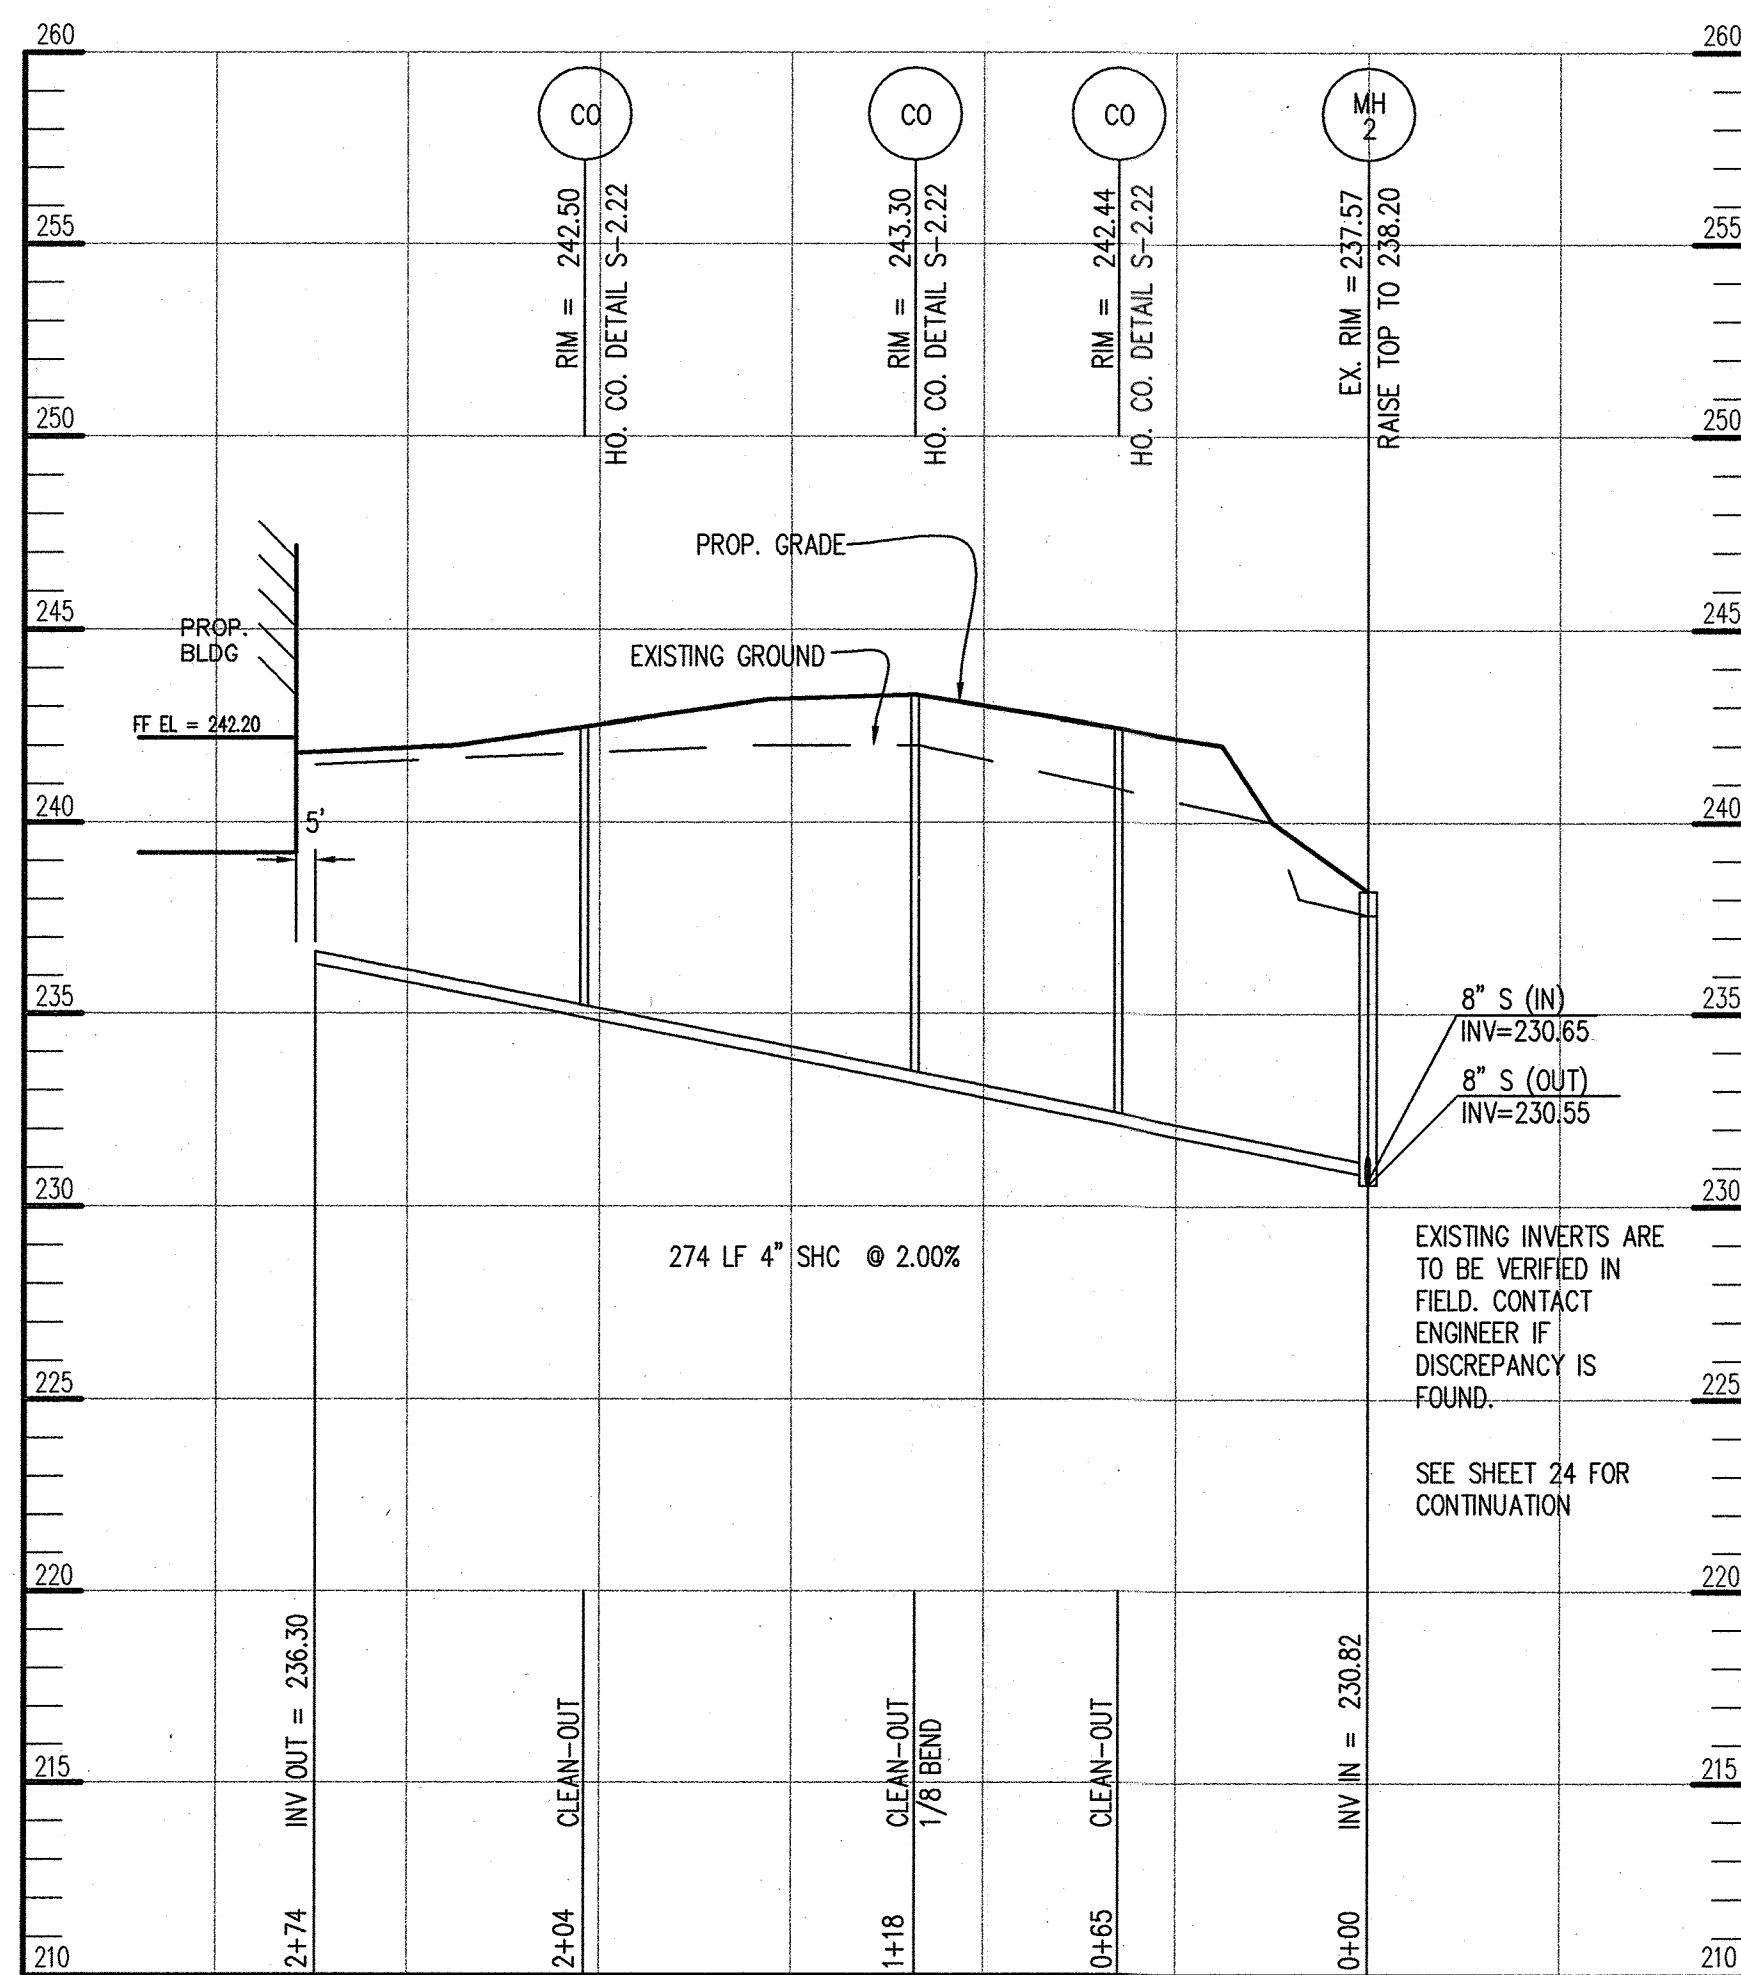 260
260
CO
CO
CO
MH
2
RIM = 242.50
HO. CO. DETAIL S-2.22
RIM = 243.30
HO. CO. DETAIL S-2.22
RIM = 242.44
HO. CO. DETAIL S-2.22
EX. RIM = 237.57
RAISE TOP TO 238.20
255
255
250
250
PROP. GRADE
245
245
PROP.
BLDG
EXISTING GROUND
FF EL = 242.20
240
240
5'
235
235
8" S (IN)
INV=230.65
8" S (OUT)
INV=230.55
230
230
274 LF 4" SHC @ 2.00%
EXISTING INVERTS ARE
TO BE VERIFIED IN
FIELD. CONTACT
ENGINEER IF
DISCREPANCY IS
FOUND.
225
225
SEE SHEET 24 FOR
CONTINUATION
220
220
215
215
2+74 INV OUT = 236.30
2+04 CLEAN-OUT
1+18 CLEAN-OUT
1/8 BEND
0+65 CLEAN-OUT
0+00 INV IN = 230.82
210
210